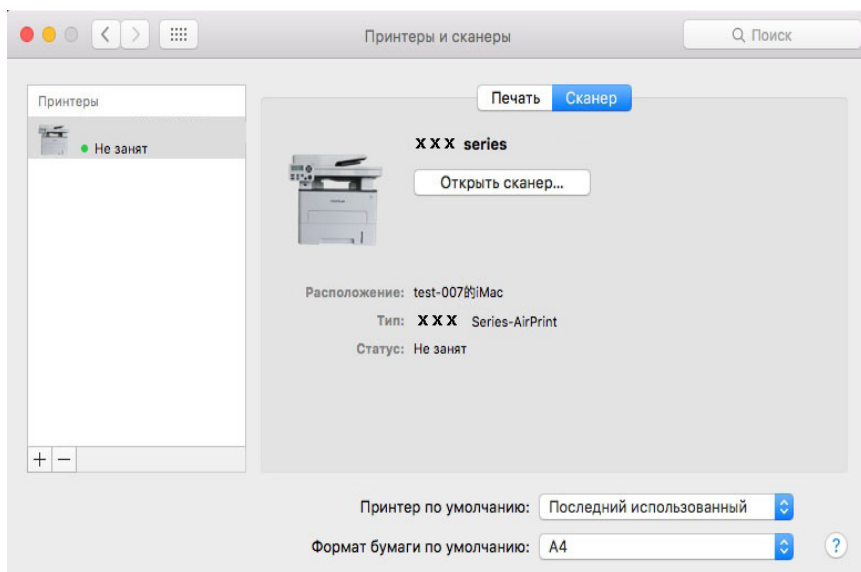 Принтеры и сканеры
Поиск
Принтеры
Не занят
Печать
Сканер
X X X series
Открыть сканер...
Расположение: test-007的iMac
Тип: X X X Series-AirPrint
Статус: Не занят
+ −
Принтер по умолчанию: Последний использованный
Формат бумаги по умолчанию: A4
?